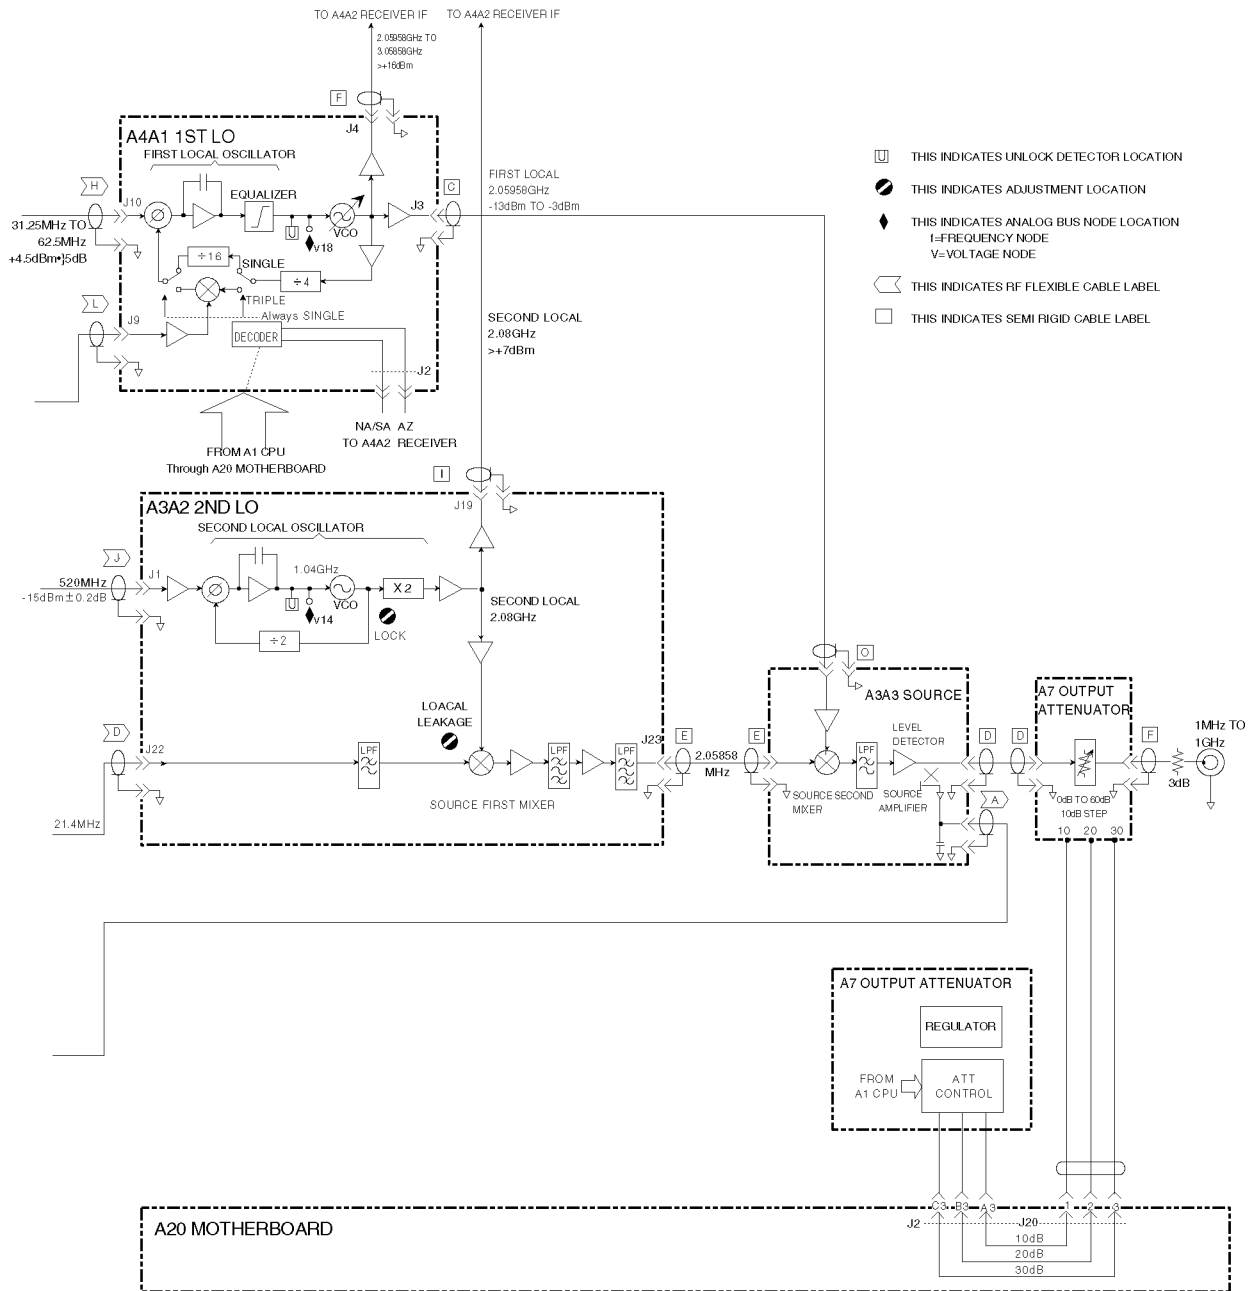 TO A4A2 RECEIVER IF
TO A4A2 RECEIVER IF
2.05958GHz TO
3.05858GHz
>+16dBm
F
J4
A4A1 1ST LO
FIRST LOCAL OSCILLATOR
H
J10
EQUALIZER
C
J3
FIRST LOCAL
2.05958GHz
-13dBm TO -3dBm
31.25MHz TO
62.5MHz
+4.5dBm•}5dB
U
v18
VCO
÷16
SINGLE
÷4
TRIPLE
Always SINGLE
L
J9
DECODER
J2
SECOND LOCAL
2.08GHz
>+7dBm
NA/SA AZ
TO A4A2 RECEIVER
FROM A1 CPU
Through A20 MOTHERBOARD
U THIS INDICATES UNLOCK DETECTOR LOCATION
THIS INDICATES ADJUSTMENT LOCATION
THIS INDICATES ANALOG BUS NODE LOCATION
f=FREQUENCY NODE
V=VOLTAGE NODE
THIS INDICATES RF FLEXIBLE CABLE LABEL
THIS INDICATES SEMI RIGID CABLE LABEL
I
J19
A3A2 2ND LO
SECOND LOCAL OSCILLATOR
J
J1
520MHz
-15dBm±0.2dB
1.04GHz
U
v14
VCO
X2
LOCK
÷2
SECOND LOCAL
2.08GHz
LOACAL
LEAKAGE
D
J22
21.4MHz
LPF
LPF
LPF
SOURCE FIRST MIXER
J23
E
2.05858
MHz
E
O
A3A3 SOURCE
LEVEL
DETECTOR
LPF
SOURCE SECOND
MIXER
SOURCE
AMPLIFIER
D
D
A
A7 OUTPUT
ATTENUATOR
0dB TO 60dB
10dB STEP
10 20 30
F
3dB
1MHz TO
1GHz
A7 OUTPUT ATTENUATOR
REGULATOR
FROM
A1 CPU
ATT
CONTROL
C3 B3 A3 1 2 3
J2 J20
10dB
20dB
30dB
A20 MOTHERBOARD